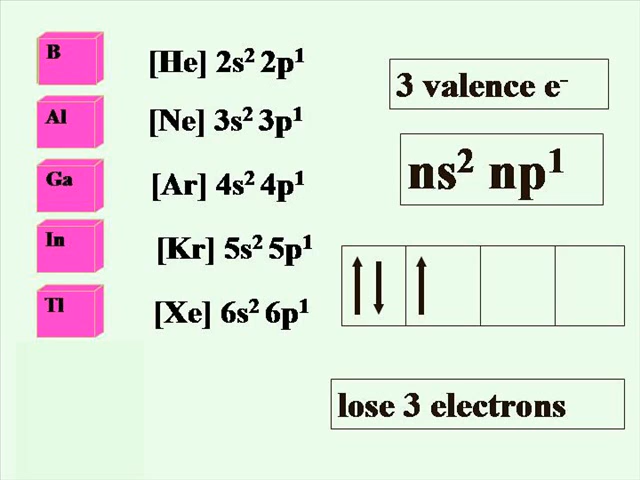 B [He] 2s² 2p¹
3 valence e⁻
Al [Ne] 3s² 3p¹
ns² np¹
Ga [Ar] 4s² 4p¹
In [Kr] 5s² 5p¹
Tl [Xe] 6s² 6p¹
lose 3 electrons